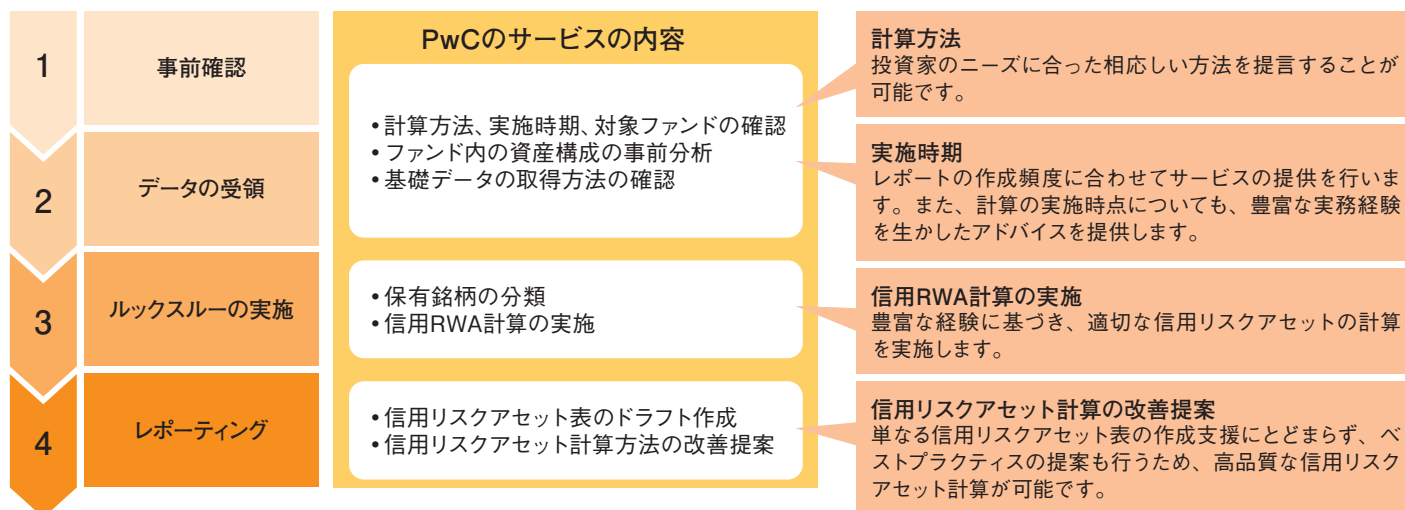 1
事前確認
2
データの受領
3
ルックスルーの実施
4
レポーティング
PwCのサービスの内容
•計算方法、実施時期、対象ファンドの確認
•ファンド内の資産構成の事前分析
•基礎データの取得方法の確認
•保有銘柄の分類
•信用RWA計算の実施
•信用リスクアセット表のドラフト作成
•信用リスクアセット計算方法の改善提案
計算方法
投資家のニーズに合った相応しい方法を提言することが
可能です。
実施時期
レポートの作成頻度に合わせてサービスの提供を行いま
す。また、計算の実施時点についても、豊富な実務経験
を生かしたアドバイスを提供します。
信用RWA計算の実施
豊富な経験に基づき、適切な信用リスクアセットの計算
を実施します。
信用リスクアセット計算の改善提案
単なる信用リスクアセット表の作成支援にとどまらず、ベ
ストプラクティスの提案も行うため、高品質な信用リスク
アセット計算が可能です。